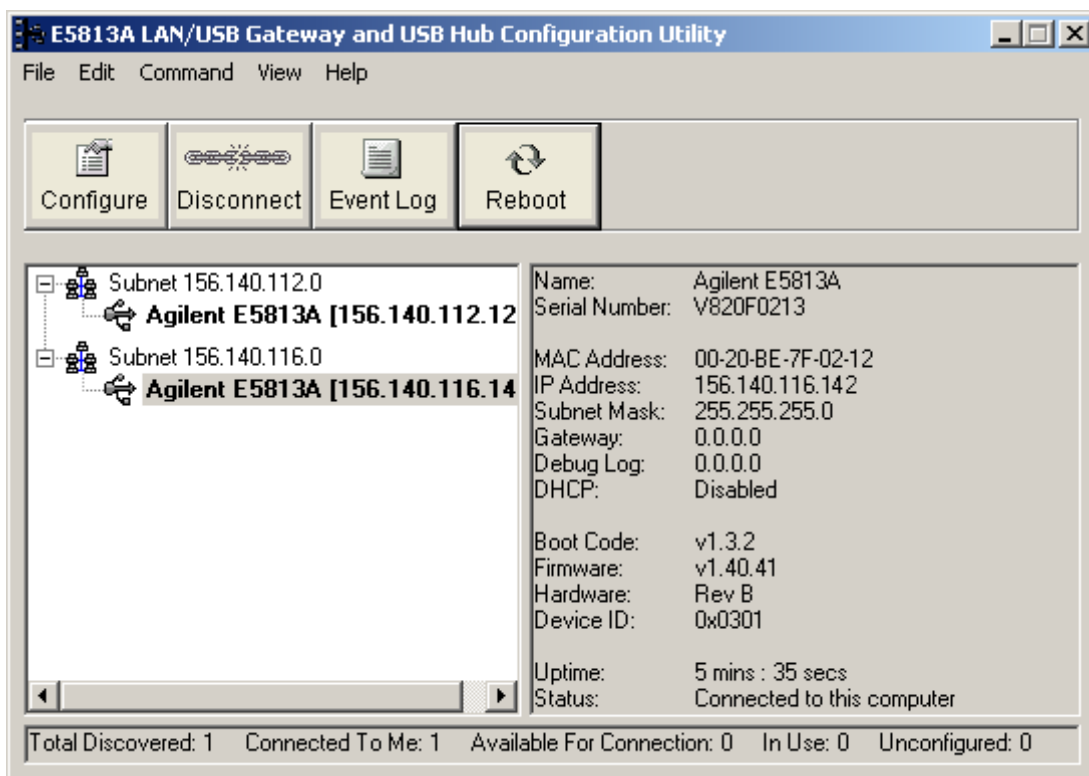 E5813A LAN/USB Gateway and USB Hub Configuration Utility
File Edit Command View Help
Configure Disconnect Event Log Reboot
Subnet 156.140.112.0
Agilent E5813A [156.140.112.12
Subnet 156.140.116.0
Agilent E5813A [156.140.116.14
Name: Agilent E5813A
Serial Number: V820F0213
MAC Address: 00-20-BE-7F-02-12
IP Address: 156.140.116.142
Subnet Mask: 255.255.255.0
Gateway: 0.0.0.0
Debug Log: 0.0.0.0
DHCP: Disabled
Boot Code: v1.3.2
Firmware: v1.40.41
Hardware: Rev B
Device ID: 0x0301
Uptime: 5 mins : 35 secs
Status: Connected to this computer
Total Discovered: 1 Connected To Me: 1 Available For Connection: 0 In Use: 0 Unconfigured: 0